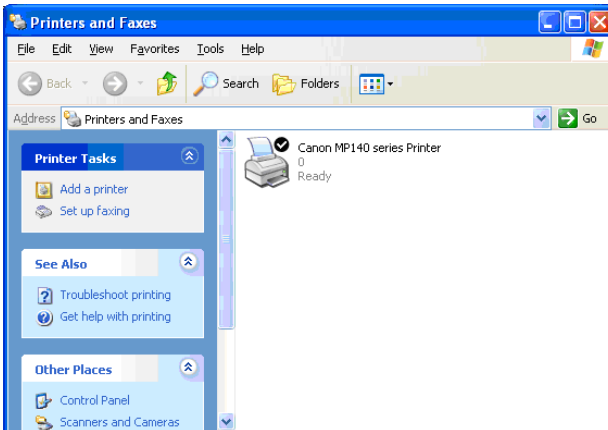 Printers and Faxes
File Edit View Favorites Tools Help
Back Search Folders
Address Printers and Faxes Go
Printer Tasks
Add a printer
Set up faxing
See Also
Troubleshoot printing
Get help with printing
Other Places
Control Panel
Scanners and Cameras
Canon MP140 series Printer
0
Ready